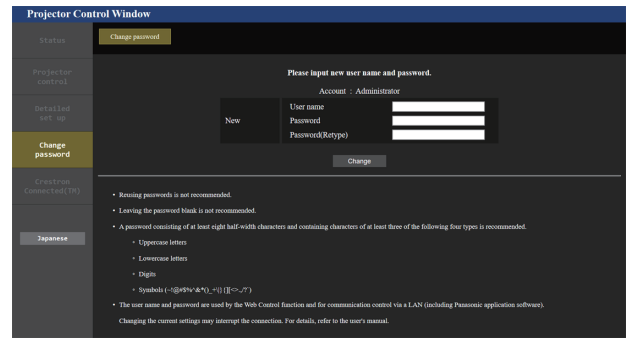 Projector Control Window
Status
Projector
control
Detailed
set up
Change
password
Crestron
Connected(TM)
Japanese
Change password
Please input new user name and password.
Account : Administrator
New
User name
Password
Password(Retype)
Change
• Reusing passwords is not recommended.
• Leaving the password blank is not recommended.
• A password consisting of at least eight half-width characters and containing characters of at least three of the following four types is recommended.
◦ Uppercase letters
◦ Lowercase letters
◦ Digits
◦ Symbols (~!@#$%^&*()_+\{} (][<>.,/?`)
• The user name and password are used by the Web Control function and for communication control via a LAN (including Panasonic application software).
Changing the current settings may interrupt the connection. For details, refer to the user's manual.